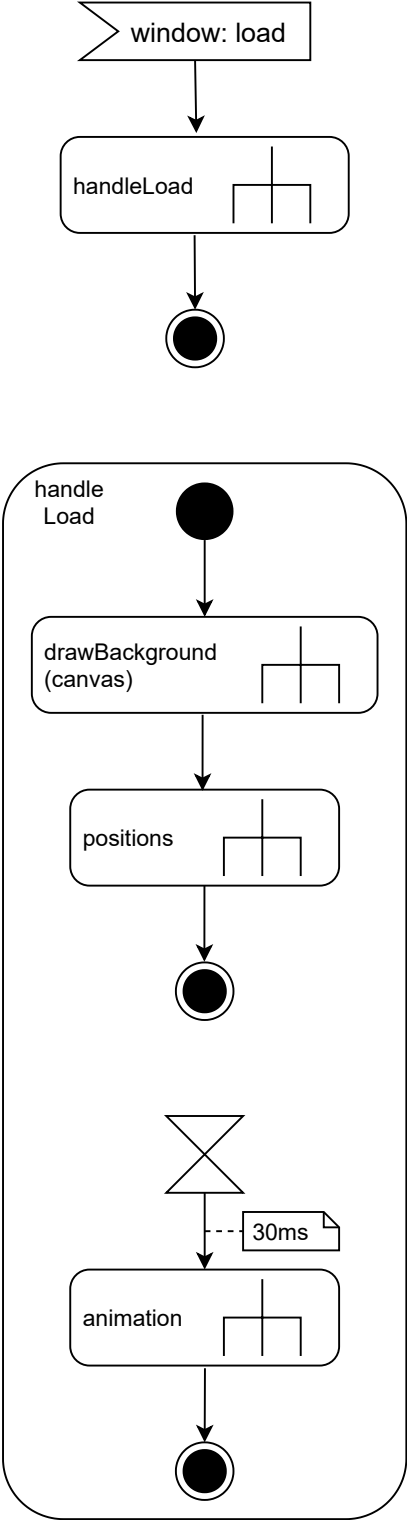 window: load
handleLoad
handle
Load
drawBackground
(canvas)
positions
30ms
animation